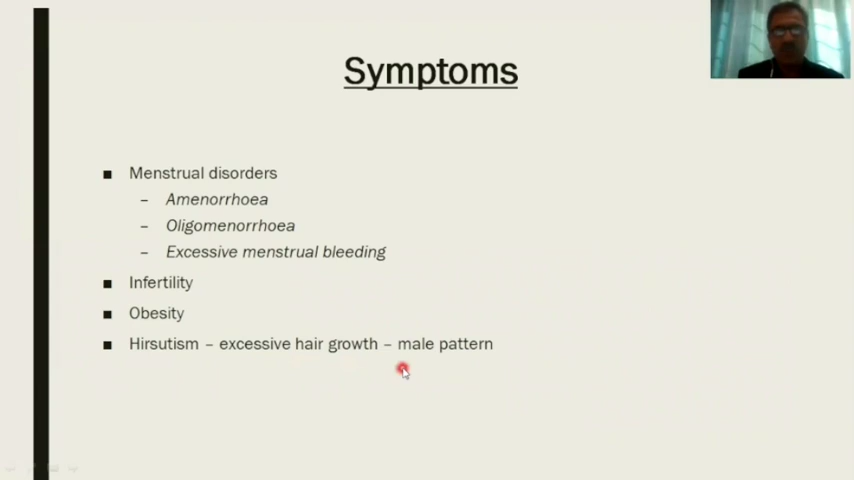 Symptoms
■ Menstrual disorders
– Amenorrhoea
– Oligomenorrhoea
– Excessive menstrual bleeding
■ Infertility
■ Obesity
■ Hirsutism – excessive hair growth – male pattern